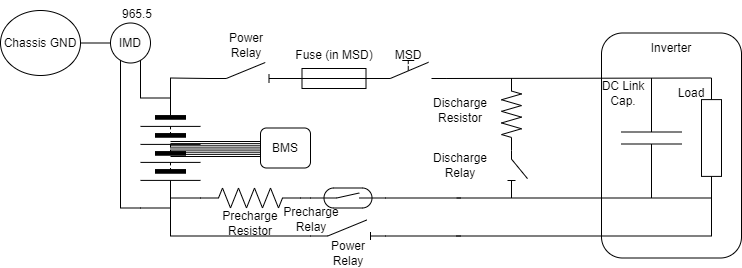 965.5
Chassis GND
IMD
Power
Relay
Fuse (in MSD)
MSD
Inverter
DC Link
Cap.
Load
Discharge
Resistor
BMS
Discharge
Relay
Precharge
Resistor
Precharge
Relay
Power
Relay